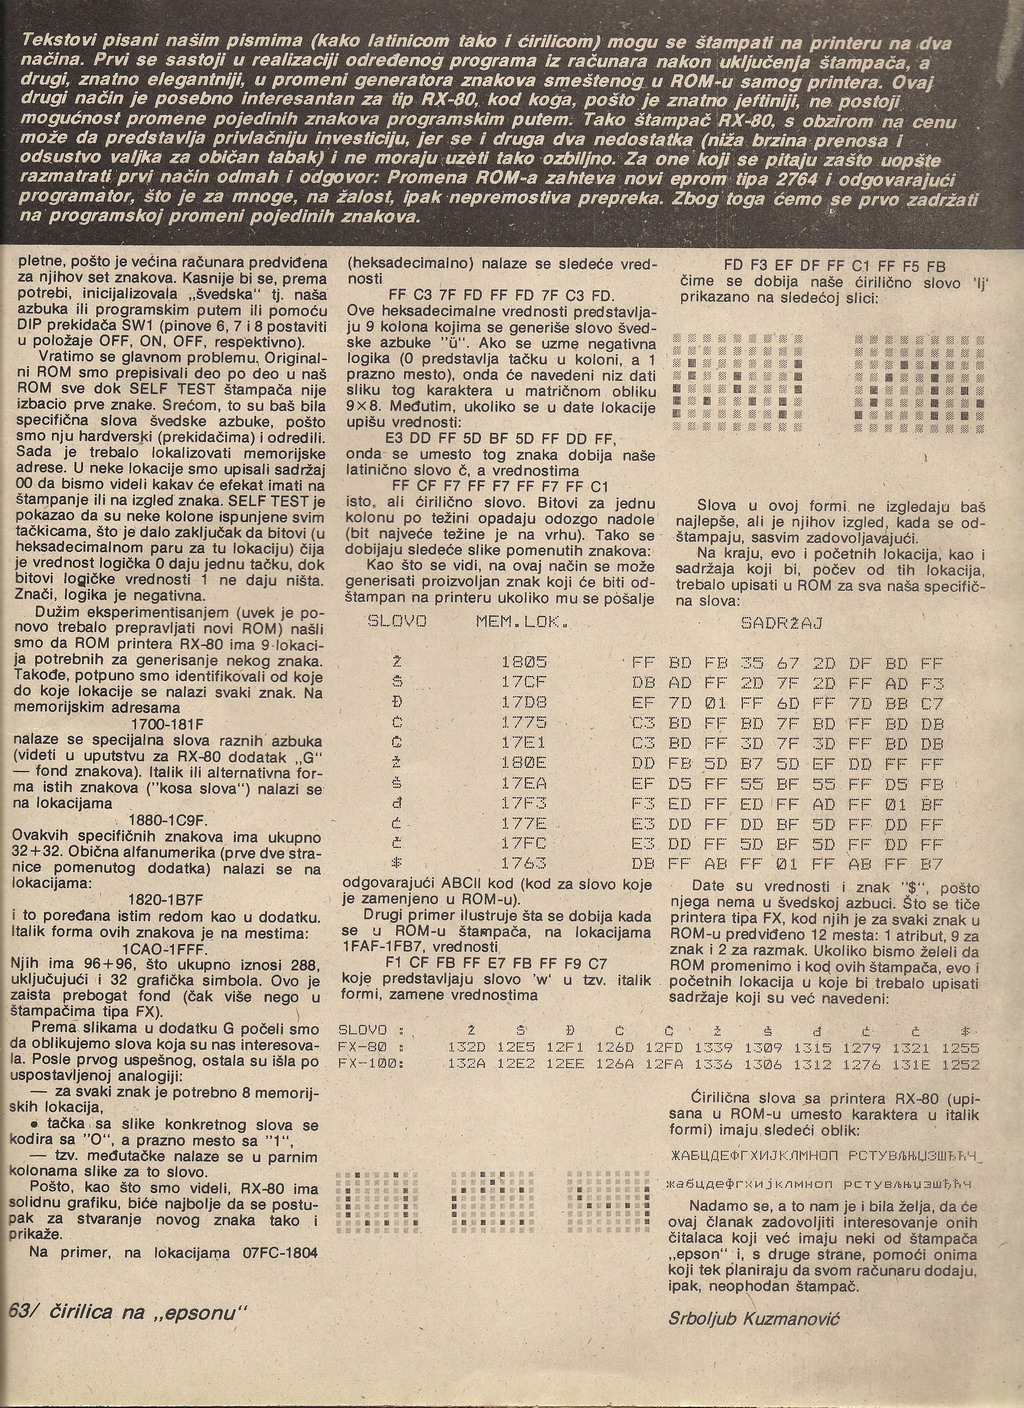 Tekstovi pisani našim pismima (kako latinicom tako i ćirilicom) mogu se štampati na printeru na dva
načina. Prvi se sastoji u realizaciji određenog programa iz računara nakon uključenja štampača, a
drugi, znatno elegantniji, u promeni generatora znakova smeštenog u ROM-u samog printera. Ovaj
drugi način je posebno interesantan za tip RX-80, kod koga, pošto je znatno jeftiniji, ne postoji
mogućnost promene pojedinih znakova programskim putem. Tako štampač RX-80, s obzirom na cenu
može da predstavlja privlačniju investiciju, jer se i druga dva nedostatka (niža brzina prenosa i
odsustvo valjka za običan tabak) i ne moraju uzeti tako ozbiljno. Za one koji se pitaju zašto uopšte
razmatrati prvi način odmah i odgovor: Promena ROM-a zahteva novi eprom tipa 2764 i odgovarajući
programator, što je za mnoge, na žalost, ipak nepremostiva prepreka. Zbog toga ćemo se prvo zadržati
na programskoj promeni pojedinih znakova.
pletne, pošto je većina računara predviđena
za njihov set znakova. Kasnije bi se, prema
potrebi, inicijalizovala „švedska“ tj. naša
azbuka ili programskim putem ili pomoću
DIP prekidača SW1 (pinove 6, 7 i 8 postaviti
u položaje OFF, ON, OFF, respektivno).
Vratimo se glavnom problemu. Original-
ni ROM smo prepisivali deo po deo u naš
ROM sve dok SELF TEST štampača nije
izbacio prve znake. Srećom, to su baš bila
specifična slova švedske azbuke, pošto
smo nju hardverski (prekidačima) i odredili.
Sada je trebalo lokalizovati memorijske
adrese. U neke lokacije smo upisali sadržaj
00 da bismo videli kakav će efekat imati na
štampanje ili na izgled znaka. SELF TEST je
pokazao da su neke kolone ispunjene svim
tačkicama, što je dalo zaključak da bitovi (u
heksadecimalnom paru za tu lokaciju) čija
je vrednost logička 0 daju jednu tačku, dok
bitovi logičke vrednosti 1 ne daju ništa.
Znači, logika je negativna.
Dužim eksperimentisanjem (uvek je po-
novo trebalo prepravljati novi ROM) našli
smo da ROM printera RX-80 ima 9 lokaci-
ja potrebnih za generisanje nekog znaka.
Takođe, potpuno smo identifikovali od koje
do koje lokacije se nalazi svaki znak. Na
memorijskim adresama
1700-181F
nalaze se specijalna slova raznih azbuka
(videti u uputstvu za RX-80 dodatak „G“
— fond znakova). Italik ili alternativna for-
ma istih znakova ("kosa slova") nalazi se
na lokacijama
1880-1C9F.
Ovakvih specifičnih znakova ima ukupno
32+32. Obična alfanumerika (prve dve stra-
nice pomenutog dodatka) nalazi se na
lokacijama:
1820-1B7F
i to poređana istim redom kao u dodatku.
Italik forma ovih znakova je na mestima:
1CAO-1FFF.
Njih ima 96+96, što ukupno iznosi 288,
uključujući i 32 grafička simbola. Ovo je
zaista prebogat fond (čak više nego u
štampačima tipa FX).
Prema slikama u dodatku G počeli smo
da oblikujemo slova koja su nas interesova-
la. Posle prvog uspešnog, ostala su išla po
uspostavljenoj analogiji:
— za svaki znak je potrebno 8 memorij-
skih lokacija,
• tačka sa slike konkretnog slova se
kodira sa "O", a prazno mesto sa "1",
— tzv. međutačke nalaze se u parnim
kolonama slike za to slovo.
Pošto, kao što smo videli, RX-80 ima
solidnu grafiku, biće najbolje da se postu-
pak za stvaranje novog znaka tako i
prikaže.
Na primer, na lokacijama 07FC-1804
(heksadecimalno) nalaze se sledeće vred-
nosti
FF C3 7F FD FF FD 7F C3 FD.
Ove heksadecimalne vrednosti predstavlja-
ju 9 kolona kojima se generiše slovo šved-
ske azbuke "ü". Ako se uzme negativna
logika (0 predstavlja tačku u koloni, a 1
prazno mesto), onda će navedeni niz dati
sliku tog karaktera u matričnom obliku
9×8. Međutim, ukoliko se u date lokacije
upišu vrednosti:
E3 DD FF 5D BF 5D FF DD FF,
onda se umesto tog znaka dobija naše
latinično slovo č, a vrednostima
FF CF F7 FF F7 FF F7 FF C1
isto, ali ćirilično slovo. Bitovi za jednu
kolonu po težini opadaju odozgo nadole
(bit najveće težine je na vrhu). Tako se
dobijaju sledeće slike pomenutih znakova:
Kao što se vidi, na ovaj način se može
generisati proizvoljan znak koji će biti od-
štampan na printeru ukoliko mu se pošalje
FD F3 EF DF FF C1 FF F5 FB
čime se dobija naše ćirilično slovo 'lj'
prikazano na sledećoj slici:
Slova u ovoj formi ne izgledaju baš
najlepše, ali je njihov izgled, kada se od-
štampaju, sasvim zadovoljavajući.
Na kraju, evo i početnih lokacija, kao i
sadržaja koji bi, počev od tih lokacija,
trebalo upisati u ROM za sva naša specifič-
na slova:
SLOVO MEM.LOK. SADRŽAJ
Ž 1805 FF BD FB 35 67 2D DF BD FF
Š 17CF DB AD FF 2D 7F 2D FF AD F3
Đ 17D8 EF 7D 01 FF 6D FF 7D BB C7
Ć 1775 C3 BD FF BD 7F BD FF BD DB
Č 17E1 C3 BD FF 3D 7F 3D FF BD DB
ž 180E DD FB 5D B7 5D EF DD FF FF
š 17EA EF D5 FF 55 BF 55 FF D5 FB
đ 17F3 F3 ED FF ED FF AD FF 01 BF
ć 177E E3 DD FF DD BF 5D FF DD FF
č 17FC E3 DD FF 5D BF 5D FF DD FF
$ 1763 DB FF AB FF 01 FF AB FF B7
odgovarajući ABCII kod (kod za slovo koje
je zamenjeno u ROM-u).
Drugi primer ilustruje šta se dobija kada
se u ROM-u štampača, na lokacijama
1FAF-1FB7, vrednosti
F1 CF FB FF E7 FB FF F9 C7
koje predstavljaju slovo 'w' u tzv. italik
formi, zamene vrednostima
Date su vrednosti i znak "$", pošto
njega nema u švedskoj azbuci. Što se tiče
printera tipa FX, kod njih je za svaki znak u
ROM-u predviđeno 12 mesta: 1 atribut, 9 za
znak i 2 za razmak. Ukoliko bismo želeli da
ROM promenimo i kod ovih štampača, evo i
početnih lokacija u koje bi trebalo upisati
sadržaje koji su već navedeni:
SLOVO : Ž Š Đ Ć Č ž š đ ć č $
FX-80 : 132D 12E5 12F1 126D 12FD 1339 1309 1315 1279 1321 1255
FX-100: 132A 12E2 12EE 126A 12FA 1336 1306 1312 1276 131E 1252
Ćirilična slova sa printera RX-80 (upi-
sana u ROM-u umesto karaktera u italik
formi) imaju sledeći oblik:
ЖАБЦДЕФГХИЈКЛМНОП РСТУВЉЊЏЗШЂЋЧ_
жабцдефгхијклмноп рстувљњџзшђћч
Nadamo se, a to nam je i bila želja, da će
ovaj članak zadovoljiti interesovanje onih
čitalaca koji već imaju neki od štampača
„epson“ i, s druge strane, pomoći onima
koji tek planiraju da svom računaru dodaju,
ipak, neophodan štampač.
Srboljub Kuzmanović
63/ čirilica na „epsonu“